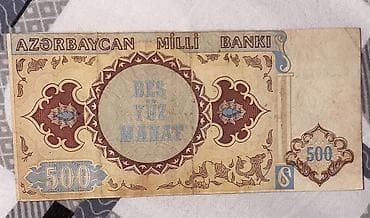 AZƏRBAYCAN MİLLİ BANKI
BEŞ
YÜZ
MANAT
500
500